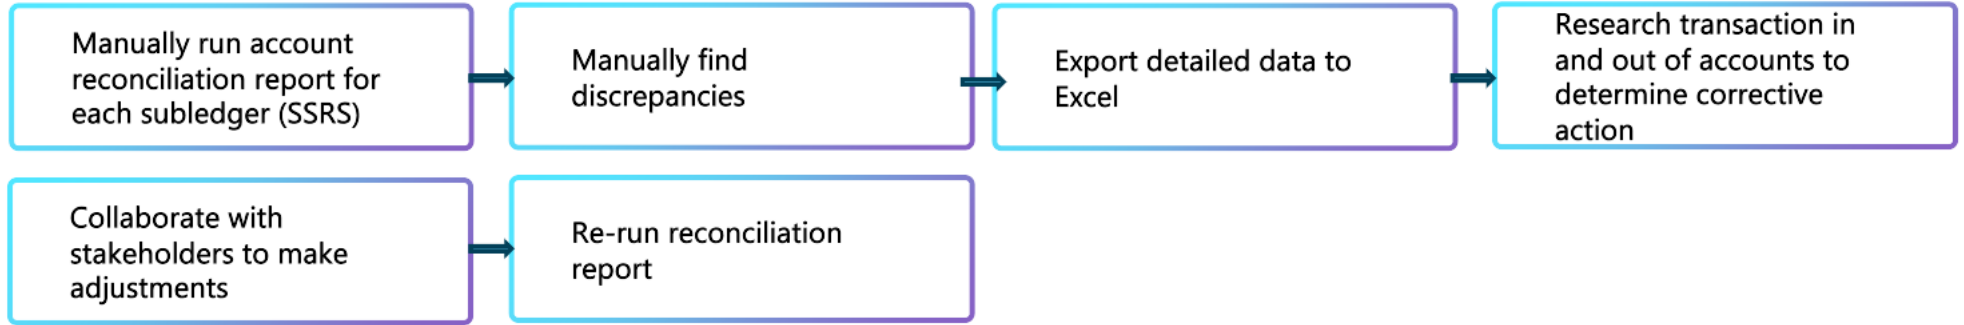 Manually run account
reconciliation report for
each subledger (SSRS)
Manually find
discrepancies
Export detailed data to
Excel
Research transaction in
and out of accounts to
determine corrective
action
Collaborate with
stakeholders to make
adjustments
Re-run reconciliation
report